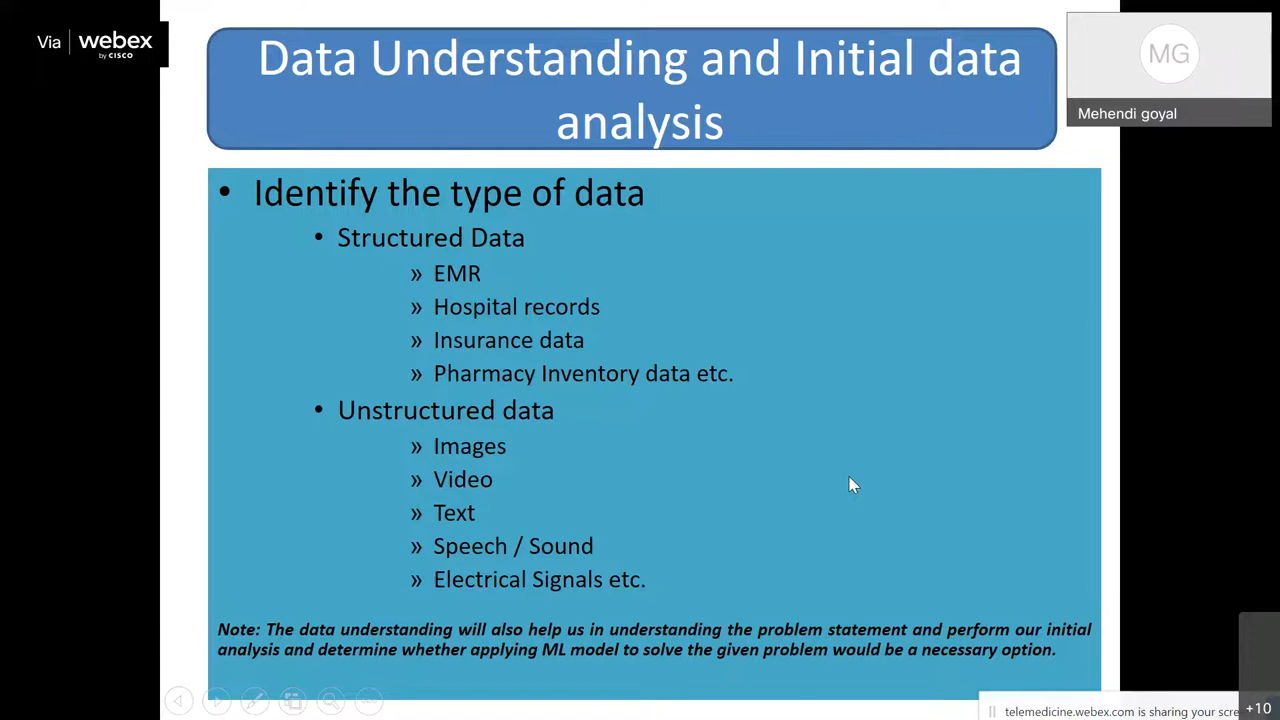 Via webex
by CISCO
Data Understanding and Initial data
analysis
MG
Mehendi goyal
• Identify the type of data
• Structured Data
» EMR
» Hospital records
» Insurance data
» Pharmacy Inventory data etc.
• Unstructured data
» Images
» Video
» Text
» Speech / Sound
» Electrical Signals etc.
Note: The data understanding will also help us in understanding the problem statement and perform our initial
analysis and determine whether applying ML model to solve the given problem would be a necessary option.
telemedicine.webex.com is sharing your scre
+10